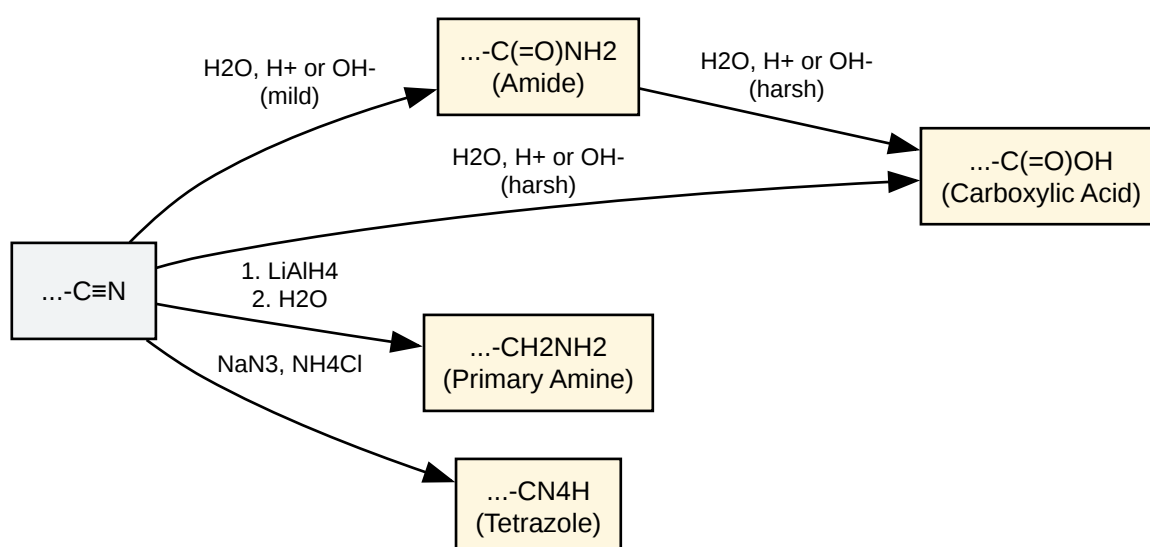 ...-C(=O)NH2
(Amide)
H2O, H+ or OH-
(mild)
H2O, H+ or OH-
(harsh)
H2O, H+ or OH-
(harsh)
...-C(=O)OH
(Carboxylic Acid)
...-C≡N
1. LiAlH4
2. H2O
...-CH2NH2
(Primary Amine)
NaN3, NH4Cl
...-CN4H
(Tetrazole)